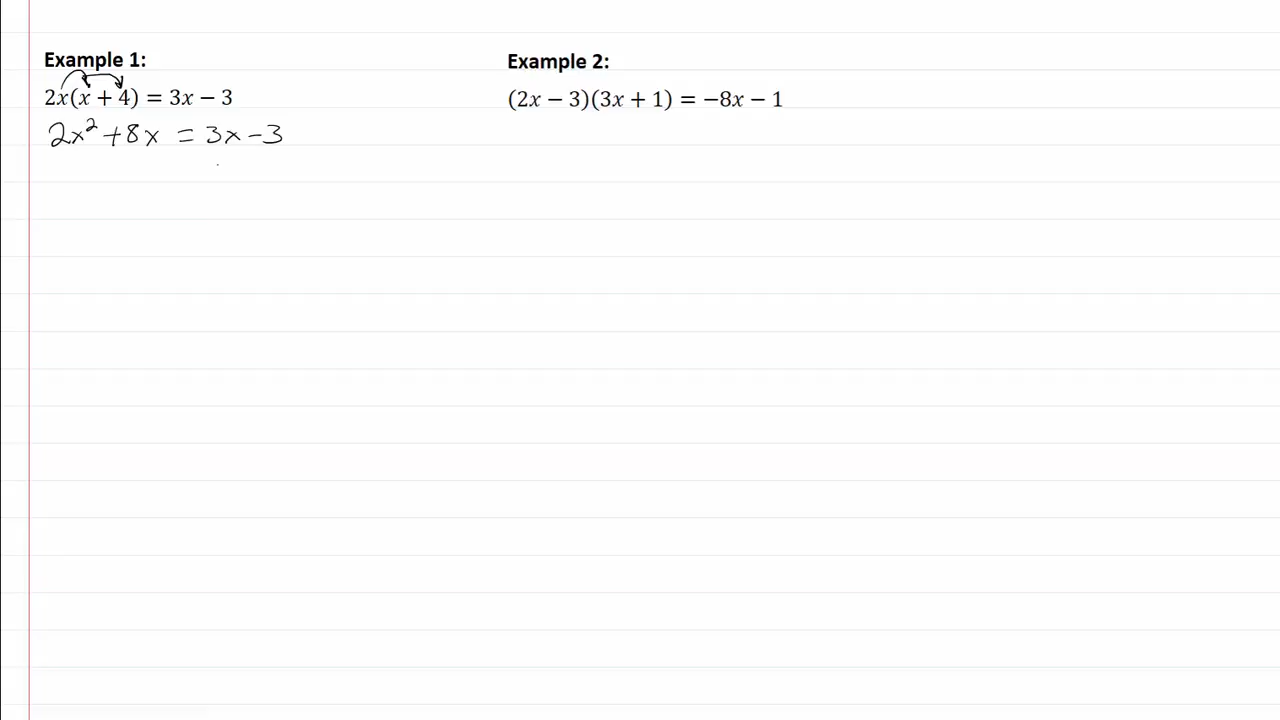 Example 1:
2x(x + 4) = 3x − 3
2x² + 8x = 3x − 3
Example 2:
(2x − 3)(3x + 1) = −8x − 1